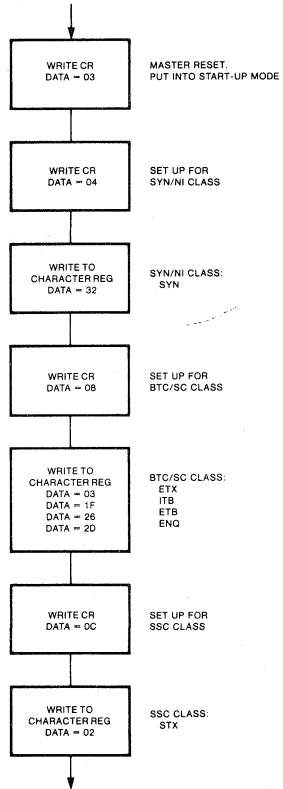 WRITE CR
DATA = 03
MASTER RESET.
PUT INTO START-UP MODE
WRITE CR
DATA = 04
SET UP FOR
SYN/NI CLASS
WRITE TO
CHARACTER REG
DATA = 32
SYN/NI CLASS:
SYN
WRITE CR
DATA = 08
SET UP FOR
BTC/SC CLASS
WRITE TO
CHARACTER REG
DATA = 03
DATA = 1F
DATA = 26
DATA = 2D
BTC/SC CLASS:
ETX
ITB
ETB
ENQ
WRITE CR
DATA = 0C
SET UP FOR
SSC CLASS
WRITE TO
CHARACTER REG
DATA = 02
SSC CLASS:
STX